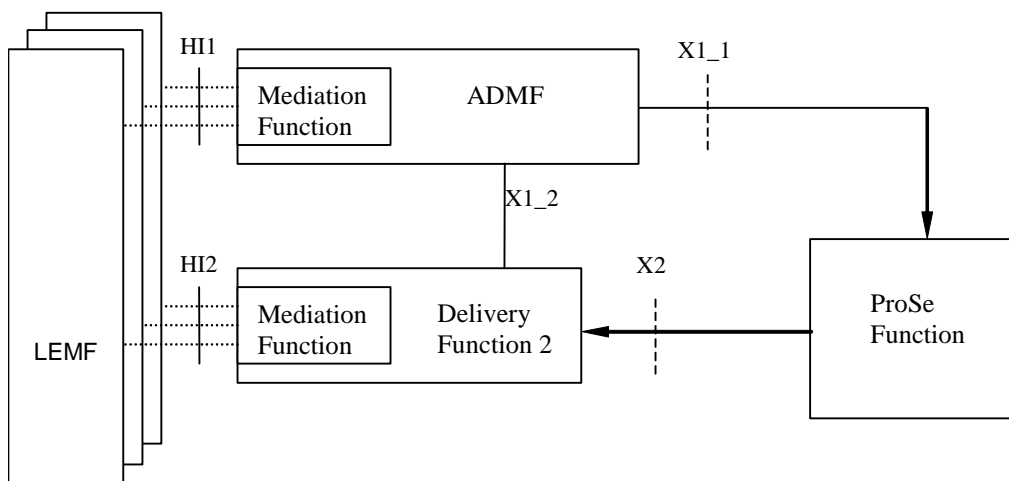 HI1
X1_1
Mediation
Function
ADMF
X1_2
HI2
X2
Mediation
Function
Delivery
Function 2
ProSe
Function
LEMF